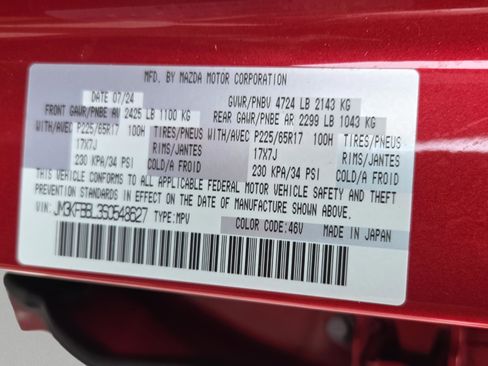 MFD. BY MAZDA MOTOR CORPORATION
DATE 07/24 GVWR/PNBV 4724 LB 2143 KG
FRONT GAWR/PNBE AV 2425 LB 1100 KG REAR GAWR/PNBE AR 2299 LB 1043 KG
WITH/AVEC P225/65R17 100H TIRES/PNEUS WITH/AVEC P225/65R17 100H TIRES/PNEUS
17X7J RIMS/JANTES 17X7J RIMS/JANTES
230 KPA/34 PSI COLD/A FROID 230 KPA/34 PSI COLD/A FROID
THIS VEHICLE CONFORMS TO ALL APPLICABLE FEDERAL MOTOR VEHICLE SAFETY AND THEFT
PREVENTION STANDARDS IN EFFECT ON THE DATE OF MANUFACTURE SHOWN ABOVE.
VIN: JM3KFBBL3S0548627 TYPE:MPV COLOR CODE:46V MADE IN JAPAN